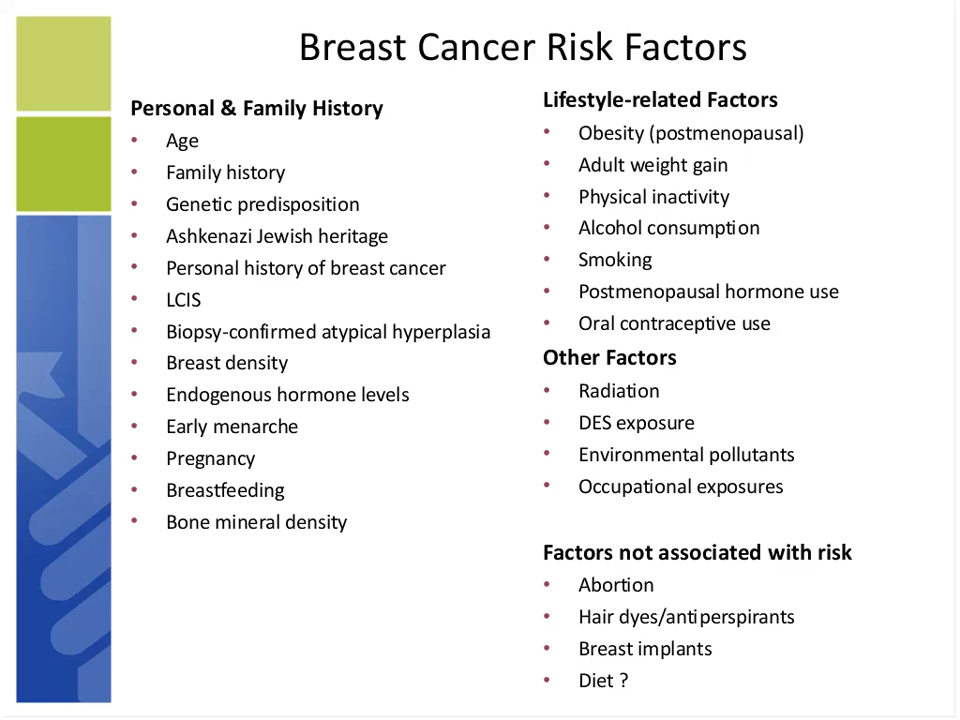 Breast Cancer Risk Factors
Personal & Family History
• Age
• Family history
• Genetic predisposition
• Ashkenazi Jewish heritage
• Personal history of breast cancer
• LCIS
• Biopsy-confirmed atypical hyperplasia
• Breast density
• Endogenous hormone levels
• Early menarche
• Pregnancy
• Breastfeeding
• Bone mineral density
Lifestyle-related Factors
• Obesity (postmenopausal)
• Adult weight gain
• Physical inactivity
• Alcohol consumption
• Smoking
• Postmenopausal hormone use
• Oral contraceptive use
Other Factors
• Radiation
• DES exposure
• Environmental pollutants
• Occupational exposures
Factors not associated with risk
• Abortion
• Hair dyes/antiperspirants
• Breast implants
• Diet ?